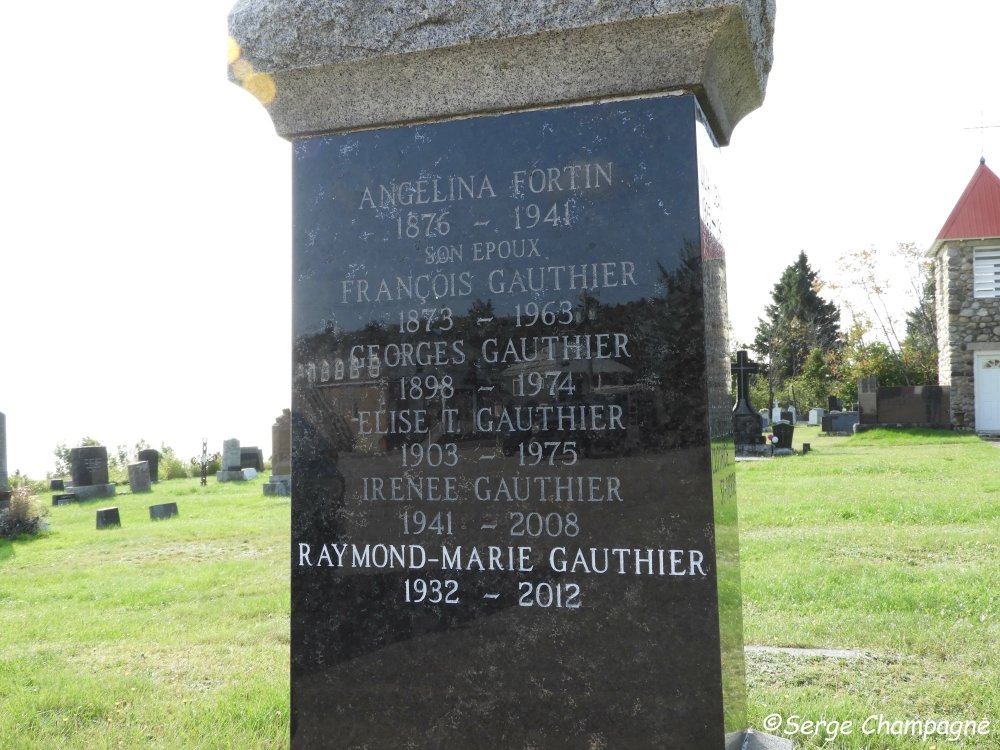 ANGELINA FORTIN
1876 - 1941
SON EPOUX
FRANÇOIS GAUTHIER
1873 - 1963
GEORGES GAUTHIER
1898 - 1974
ELISE T. GAUTHIER
1903 - 1975
IRENEE GAUTHIER
1941 - 2008
RAYMOND-MARIE GAUTHIER
1932 - 2012
©Serge Champagne